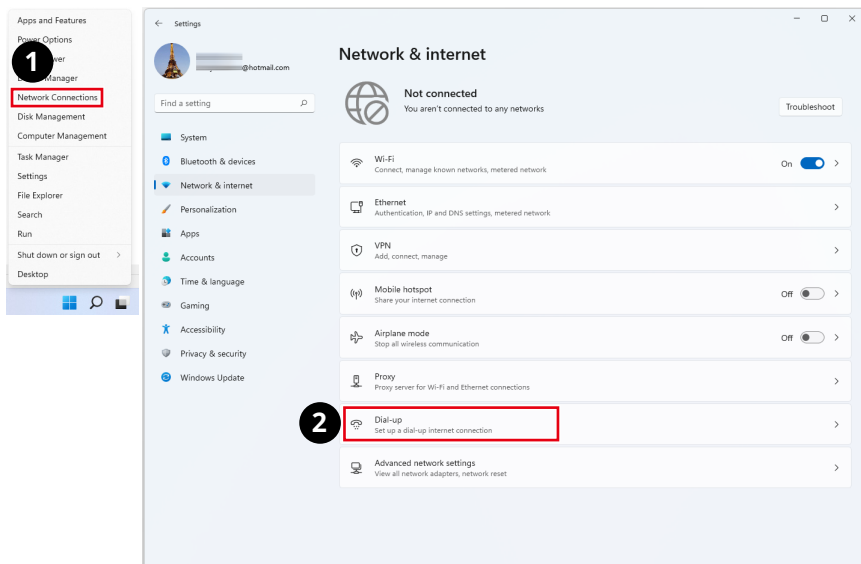 Apps and Features
Power Options
1
Manager
Network Connections
Disk Management
Computer Management
Task Manager
Settings
File Explorer
Search
Run
Shut down or sign out
Desktop
Settings
@hotmail.com
Find a setting
System
Bluetooth & devices
Network & internet
Personalization
Apps
Accounts
Time & language
Gaming
Accessibility
Privacy & security
Windows Update
Network & internet
Not connected
You aren't connected to any networks
Troubleshoot
Wi-Fi
Connect, manage known networks, metered network
On
Ethernet
Authentication, IP and DNS settings, metered network
VPN
Add, connect, manage
Mobile hotspot
Share your internet connection
Off
Airplane mode
Stop all wireless communication
Off
Proxy
Proxy server for Wi-Fi and Ethernet connections
2
Dial-up
Set up a dial-up internet connection
Advanced network settings
View all network adapters, network reset